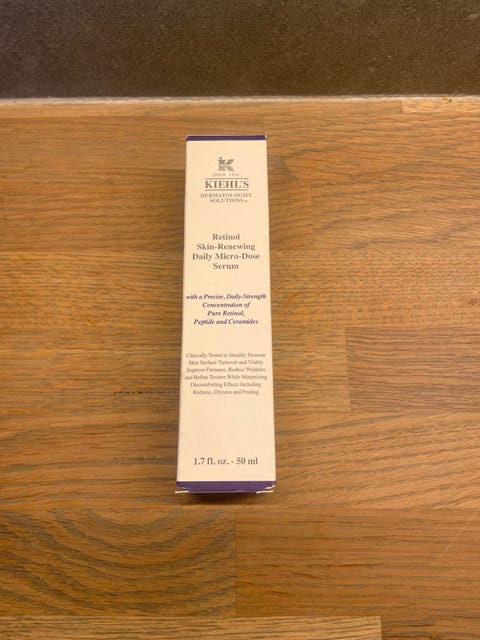 K
SINCE 1851
KIEHL'S
DERMATOLOGIST
SOLUTIONS™
Retinol
Skin-Renewing
Daily Micro-Dose
Serum
with a Precise, Daily-Strength
Concentration of
Pure Retinol,
Peptide and Ceramides
Clinically Tested to Steadily Promote
Skin Surface Turnover and Visibly
Improve Firmness, Reduce Wrinkles
and Refine Texture While Minimizing
Discomforting Effects Including
Redness, Dryness and Peeling
1.7 fl. oz. - 50 ml